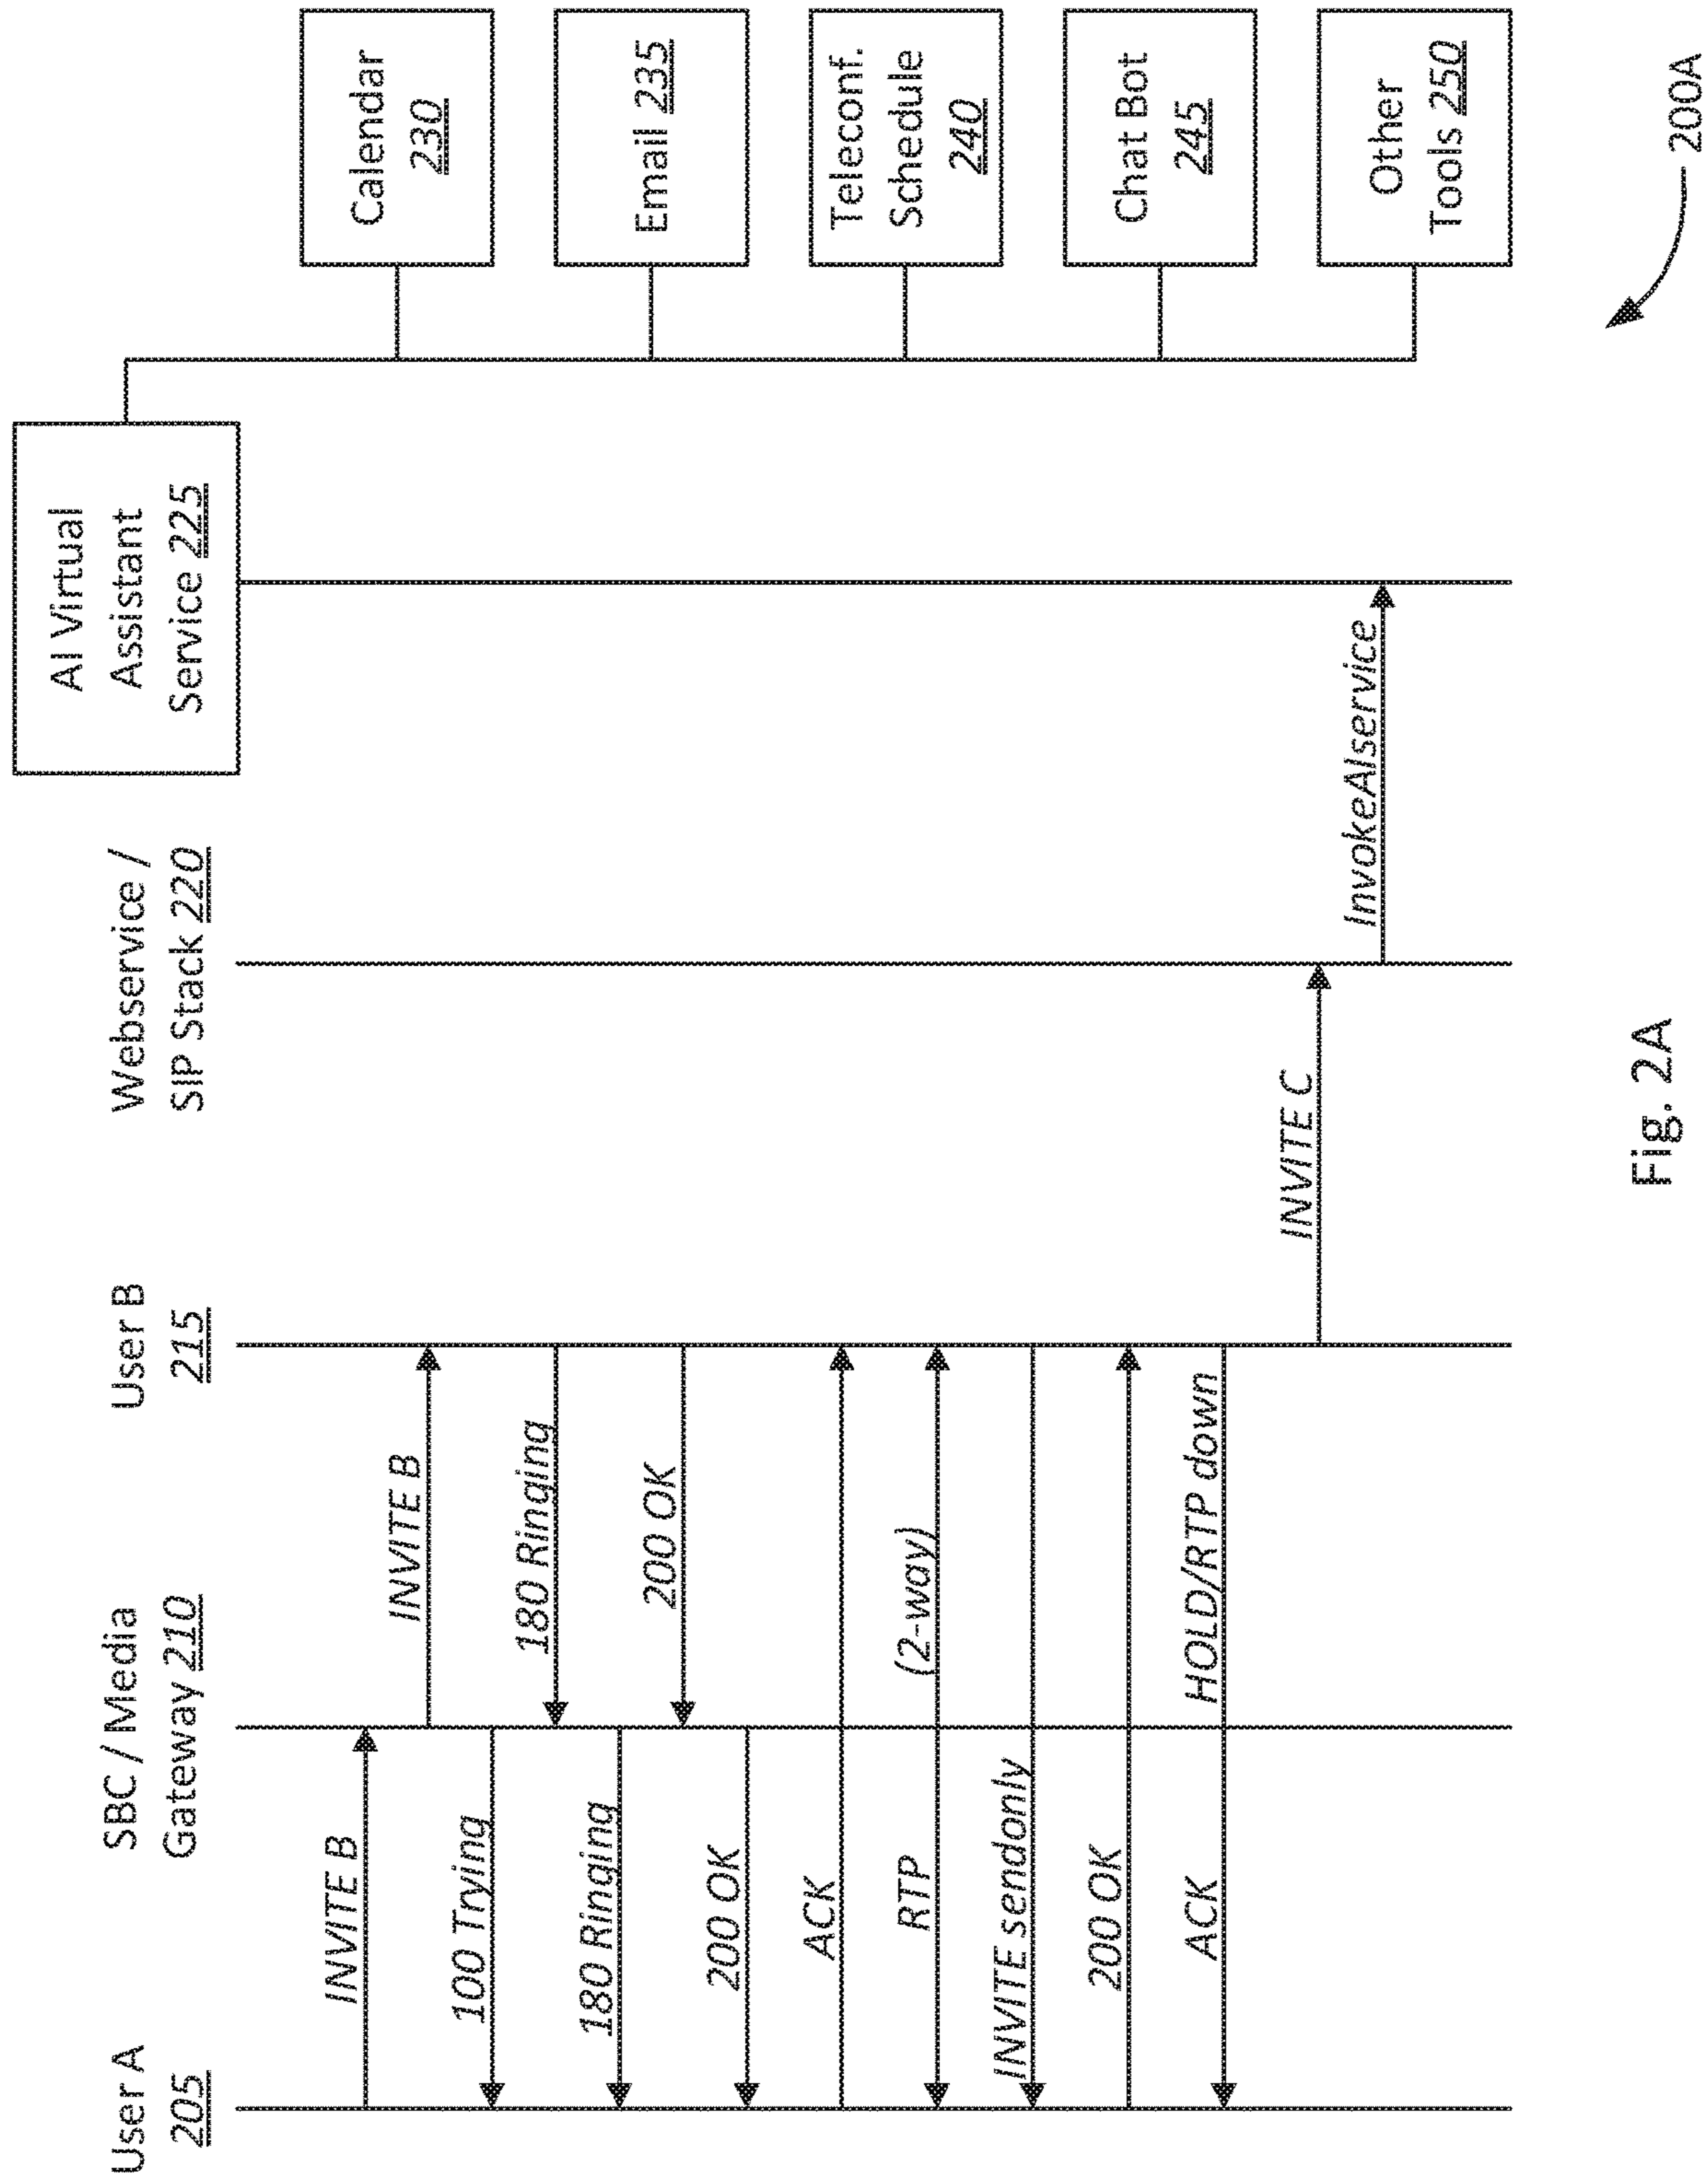 User A
205
SBC / Media
Gateway 210
User B
215
Webservice /
SIP Stack 220
AI Virtual
Assistant
Service 225
Calendar
230
Email 235
Teleconf.
Schedule
240
Chat Bot
245
Other
Tools 250
INVITE B
INVITE B
100 Trying
180 Ringing
180 Ringing
200 OK
200 OK
ACK
RTP
(2-way)
INVITE sendonly
200 OK
ACK
HOLD/RTP down
INVITE C
InvokeAIservice
200A
Fig. 2A